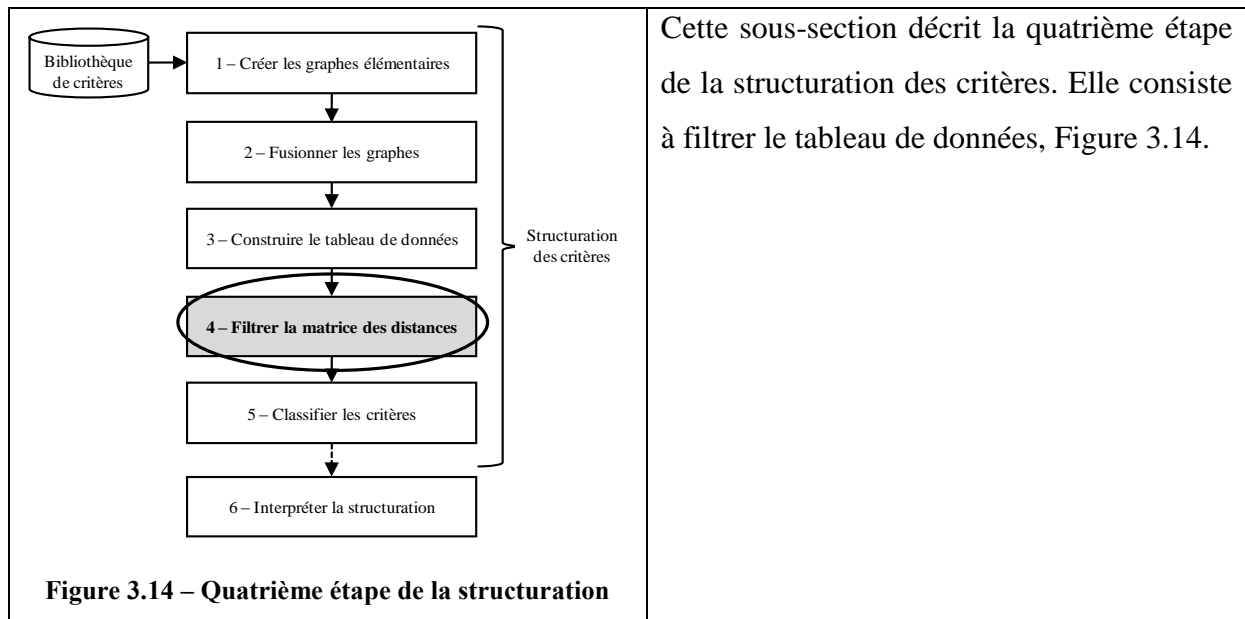 Bibliothèque
de critères
1 – Créer les graphes élémentaires
2 – Fusionner les graphes
3 – Construire le tableau de données
Structuration
des critères
4 – Filtrer la matrice des distances
5 – Classifier les critères
6 – Interpréter la structuration
Figure 3.14 – Quatrième étape de la structuration
Cette sous-section décrit la quatrième étape
de la structuration des critères. Elle consiste
à filtrer le tableau de données, Figure 3.14.